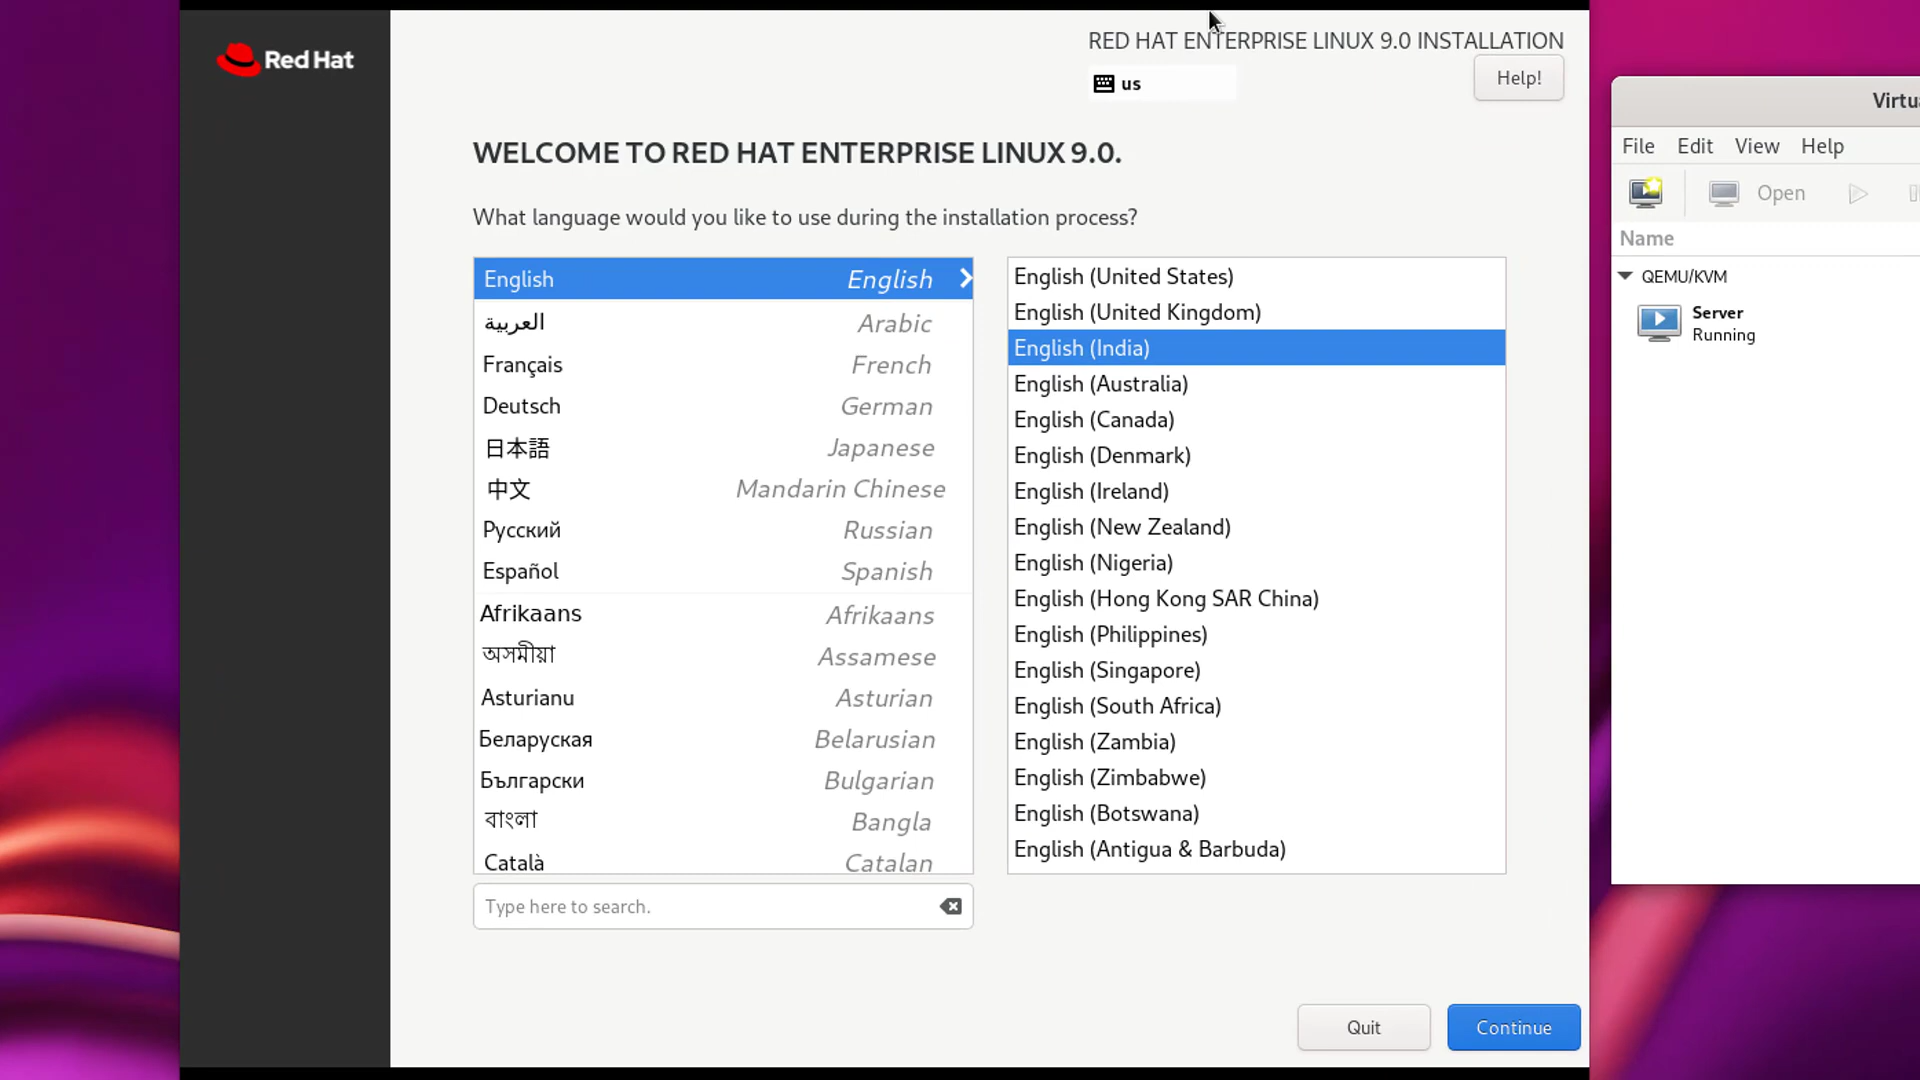 Red Hat
RED HAT ENTERPRISE LINUX 9.0 INSTALLATION
us
Help!
WELCOME TO RED HAT ENTERPRISE LINUX 9.0.
What language would you like to use during the installation process?
English English
العربية Arabic
Français French
Deutsch German
日本語 Japanese
中文 Mandarin Chinese
Русский Russian
Español Spanish
Afrikaans Afrikaans
অসমীয়া Assamese
Asturianu Asturian
Беларуская Belarusian
Български Bulgarian
বাংলা Bangla
Català Catalan
Type here to search.
English (United States)
English (United Kingdom)
English (India)
English (Australia)
English (Canada)
English (Denmark)
English (Ireland)
English (New Zealand)
English (Nigeria)
English (Hong Kong SAR China)
English (Philippines)
English (Singapore)
English (South Africa)
English (Zambia)
English (Zimbabwe)
English (Botswana)
English (Antigua & Barbuda)
Quit
Continue
Virtu
File Edit View Help
Open
Name
QEMU/KVM
Server
Running